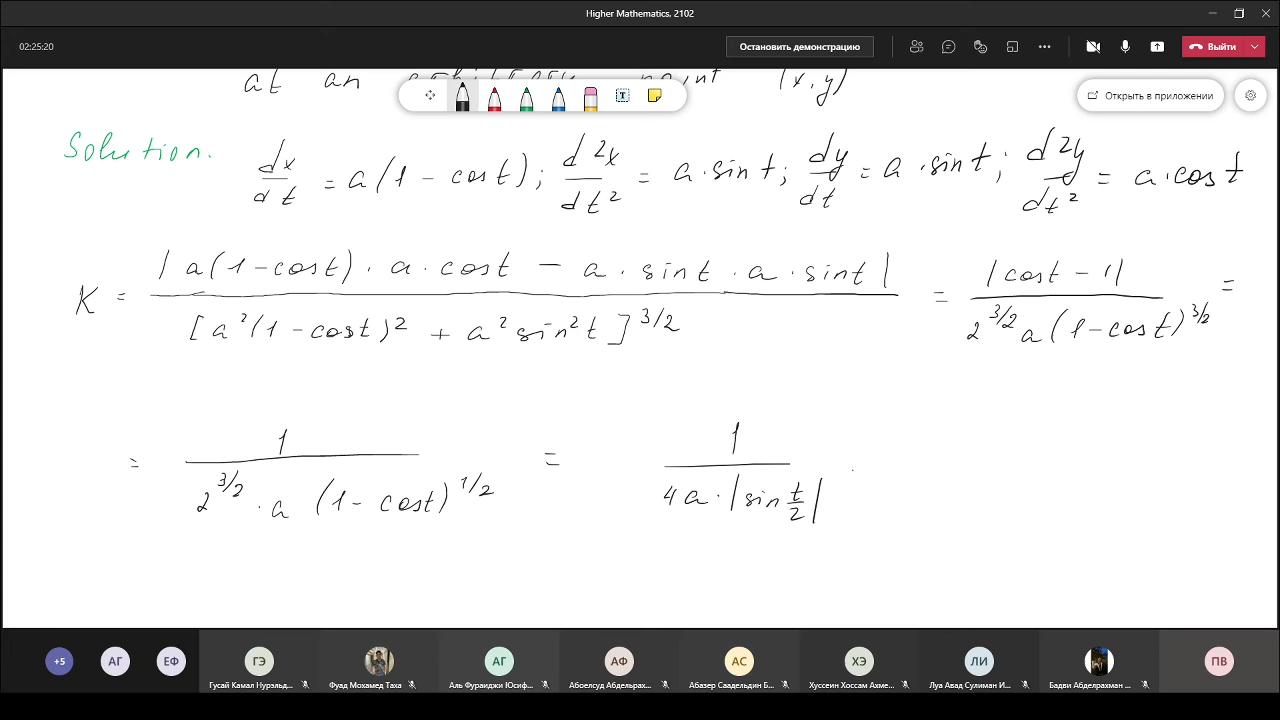 Higher Mathematics, 2102
02:25:20
Остановить демонстрацию
Выйти
at an point (x,y)
Открыть в приложении
Solution. dx/dt = a(1 - cost); d²x/dt² = a·sint; dy/dt = a·sint; d²y/dt² = a·cost
K = |a(1-cost)·a·cost - a·sint·a·sint| / [a²(1-cost)² + a²sin²t]^3/2 = |cost-1| / 2^3/2 a(1-cost)^3/2 =
= 1 / 2^3/2·a(1-cost)^1/2 = 1 / 4a·|sin t/2|
+5 АГ ЕФ ГЭ АГ АФ АС ХЭ ЛИ ПВ
Гусай Камал Нурэльд... Фуад Мохамед Таха Аль Фураиджи Юсиф... Абоелсуд Абдельрах... Абазер Саадельдин Б... Хуссеин Хоссам Ахме... Луа Авад Сулиман И... Бадви Абделрахман ...